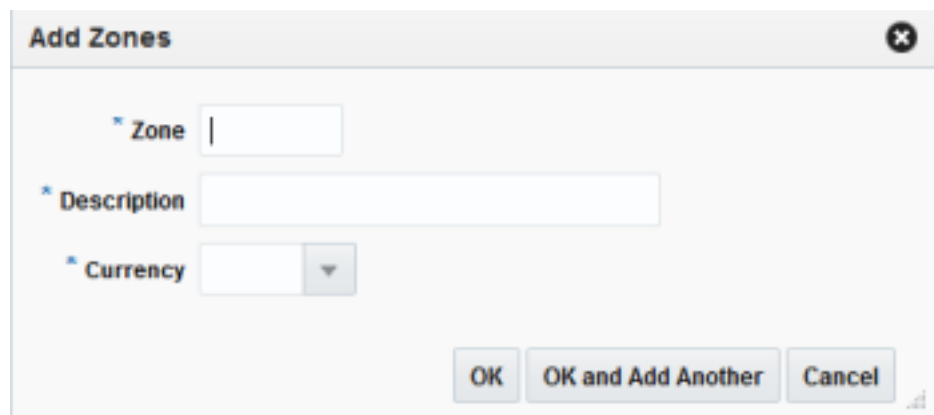 Add Zones
* Zone
* Description
* Currency
OK OK and Add Another Cancel